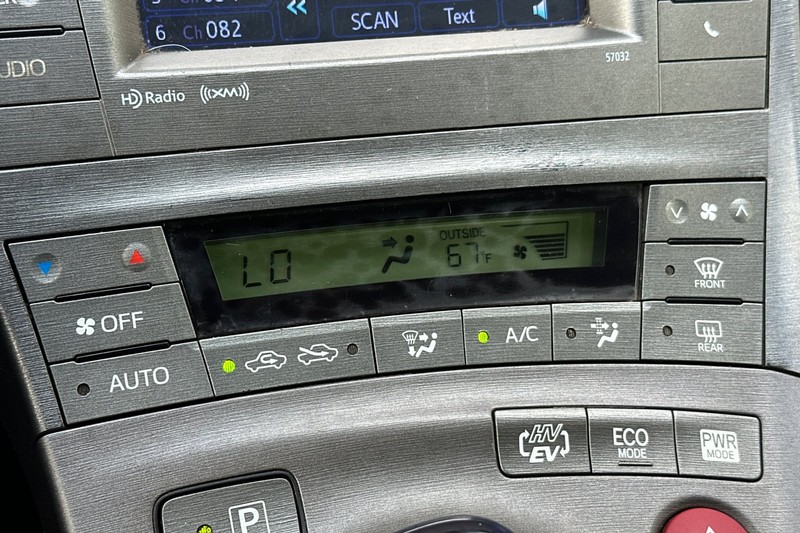 6 Ch 082
SCAN
Text
UDIO
HD Radio
((XM))
57032
LO
OUTSIDE
67°F
OFF
AUTO
A/C
FRONT
REAR
HV
EV
ECO
MODE
PWR
MODE
P